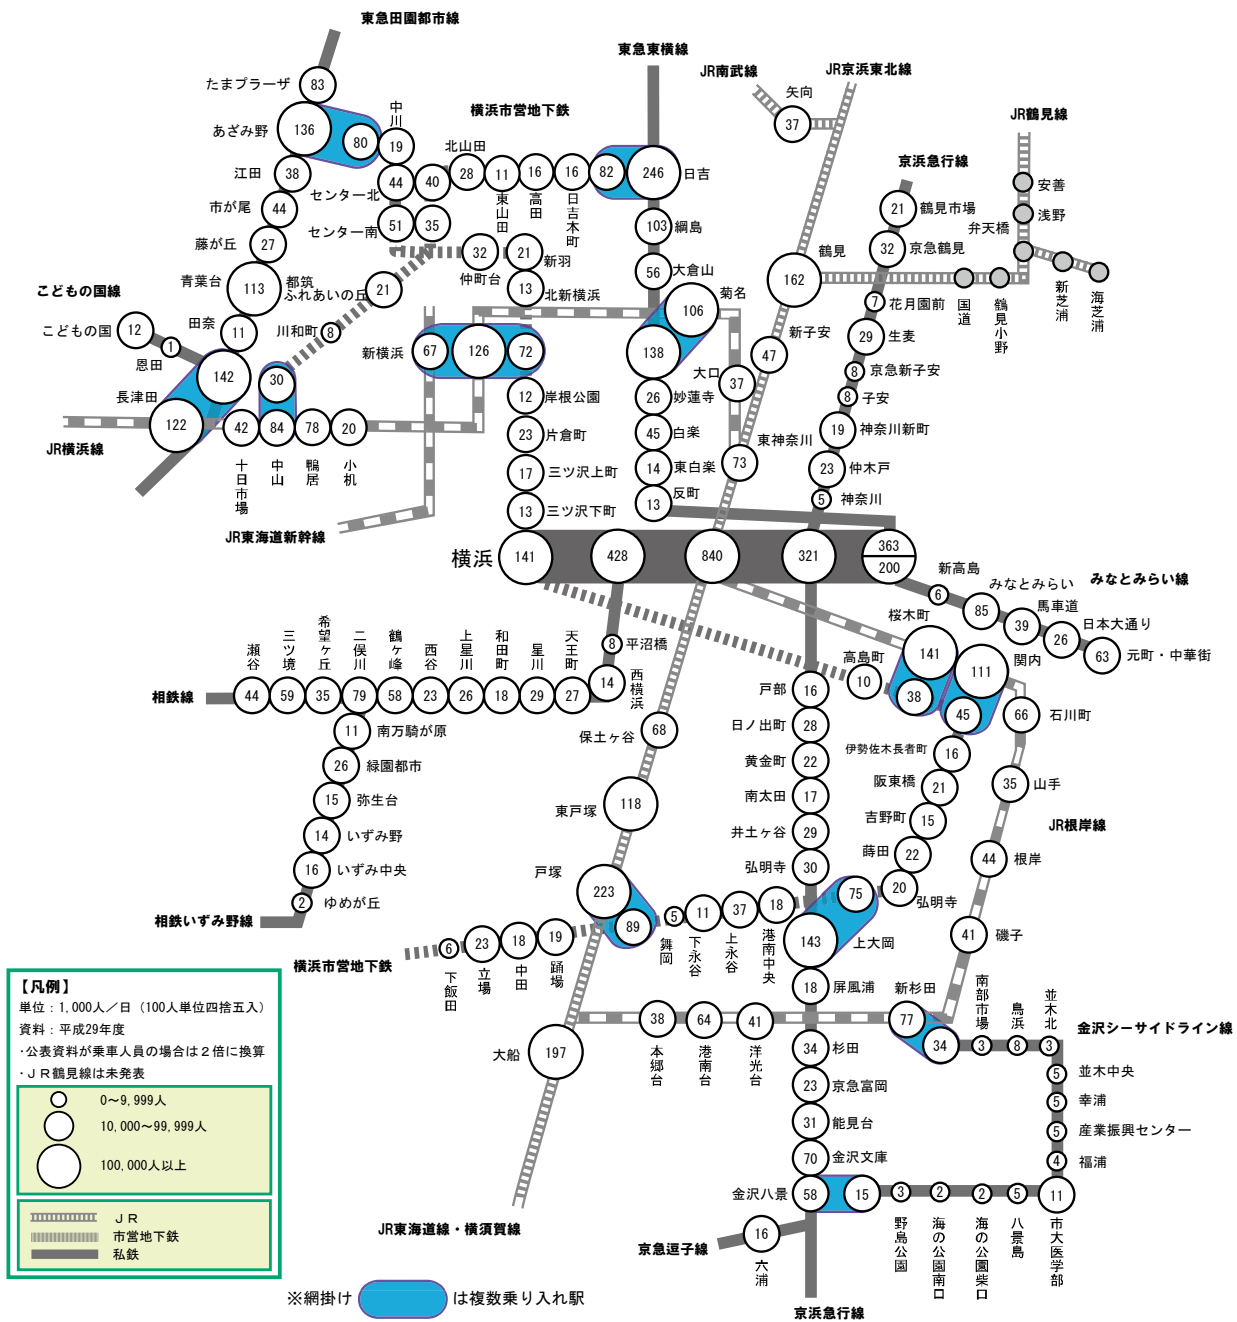 東急田園都市線
たまプラーザ
83
あざみ野
136
80
中川
19
江田
38
センター北
44
40
市が尾
44
センター南
51
35
藤が丘
27
青葉台
113
都筑
ふれあいの丘
21
田奈
11
川和町
8
こどもの国線
こどもの国
12
恩田
1
142
長津田
122
JR横浜線
42
十日市場
30
84
中山
78
鴨居
20
小机
横浜市営地下鉄
北山田
28
11
東山田
16
高田
16
日吉本町
82
246
日吉
東急東横線
103
綱島
56
大倉山
106
菊名
138
32
仲町台
21
新羽
13
北新横浜
新横浜
67
126
72
12
岸根公園
23
片倉町
17
三ツ沢上町
13
三ツ沢下町
JR東海道新幹線
26
妙蓮寺
45
白楽
14
東白楽
13
反町
大口
37
JR南武線
矢向
37
JR京浜東北線
鶴見
162
新子安
47
東神奈川
73
京浜急行線
21
鶴見市場
32
京急鶴見
7
花月園前
29
生麦
8
京急新子安
8
子安
19
神奈川新町
23
仲木戸
5
神奈川
JR鶴見線
安善
浅野
弁天橋
国道
鶴見小野
新芝浦
海芝浦
横浜
141
428
840
321
363
200
新高島
6
みなとみらい
85
馬車道
39
日本大通り
26
63
元町・中華街
みなとみらい線
平沼橋
8
西横浜
14
天王町
27
星川
29
和田町
18
上星川
26
西谷
23
鶴ヶ峰
58
二俣川
79
希望ヶ丘
35
三ツ境
59
瀬谷
44
相鉄線
11
南万騎が原
26
緑園都市
15
弥生台
14
いずみ野
16
いずみ中央
2
ゆめが丘
相鉄いずみ野線
桜木町
141
38
高島町
10
関内
111
45
66
石川町
35
山手
JR根岸線
44
根岸
41
磯子
伊勢佐木長者町
16
阪東橋
21
吉野町
15
蒔田
22
20
弘明寺
75
上大岡
143
戸部
16
日ノ出町
28
黄金町
22
南太田
17
井土ヶ谷
29
弘明寺
30
保土ヶ谷
68
東戸塚
118
戸塚
223
89
5
舞岡
11
下永谷
37
上永谷
18
港南中央
横浜市営地下鉄
6
下飯田
23
立場
18
中田
19
踊場
大船
197
38
本郷台
64
港南台
41
洋光台
18
屏風浦
新杉田
77
34
34
杉田
23
京急富岡
31
能見台
70
金沢文庫
金沢八景
58
15
16
六浦
京急逗子線
京浜急行線
JR東海道線・横須賀線
南部市場
3
鳥浜
8
並木北
3
金沢シーサイドライン線
5
並木中央
5
幸浦
5
産業振興センター
4
福浦
11
市大医学部
5
八景島
2
海の公園柴口
2
海の公園南口
3
野島公園
【凡例】
単位：1,000人／日（100人単位四捨五入）
資料：平成29年度
・公表資料が乗車人員の場合は２倍に換算
・ＪＲ鶴見線は未発表
0〜9,999人
10,000〜99,999人
100,000人以上
ＪＲ
市営地下鉄
私鉄
※網掛け
は複数乗り入れ駅